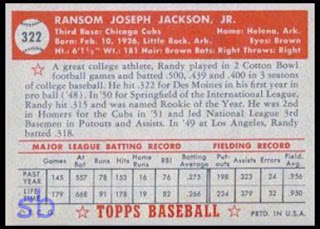 322
RANSOM JOSEPH JACKSON, JR.
Third Base: Chicago Cubs Home: Helena, Ark.
Born: Feb. 10, 1926, Little Rock, Ark. Eyes: Brown
Ht.: 6'1½" Wt.: 181 Hair: Brown Bats: Right Throws: Right
A great college athlete, Randy played in 2 Cotton Bowl
football games and batted .500, .439 and .400 in 3 seasons
of college baseball. He hit .322 for Des Moines in his first year
in pro ball ('48). In '50 for Springfield of the International League,
Randy hit .315 and was named Rookie of the Year. He was 2nd
in Homers for the Cubs in '51 and led National League 3rd
Basemen in Putouts and Assists. In '49 at Los Angeles, Randy
batted .318.
MAJOR LEAGUE BATTING RECORD FIELDING RECORD
Games At Bat Runs Hits Home Runs RBI Batting Average Put-outs Assists Errors Field. Avg.
PAST YEAR 145 557 78 153 16 76 .275 198 323 24 .956
LIFE TIME 179 668 91 178 19 82 .266 224 379 31 .950
sb
TOPPS BASEBALL PRTD. IN U.S.A.